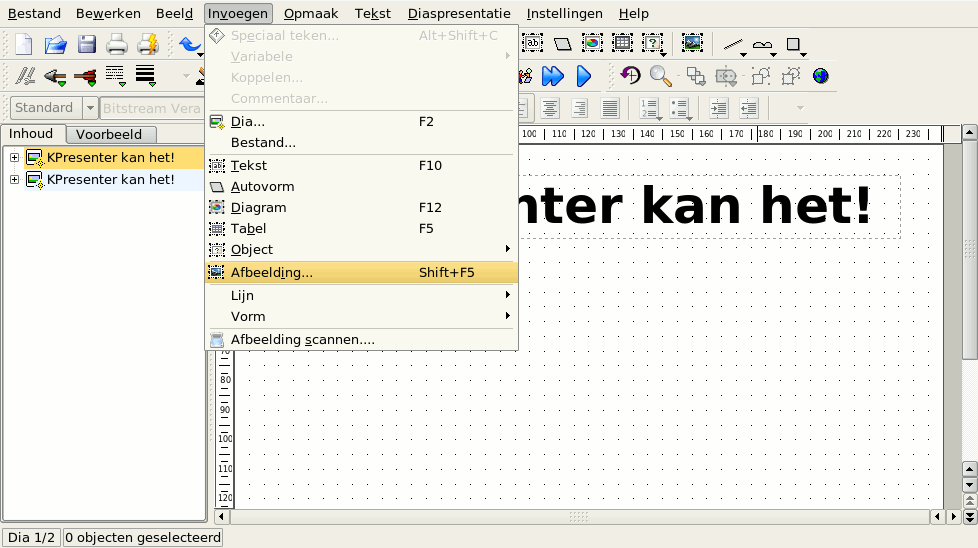 Bestand Bewerken Beeld Invoegen Opmaak Tekst Diaspresentatie Instellingen Help
Speciaal teken... Alt+Shift+C
Variabele
Koppelen...
Commentaar...
Dia... F2
Bestand...
Tekst F10
Autovorm
Diagram F12
Tabel F5
Object
Afbeelding... Shift+F5
Lijn
Vorm
Afbeelding scannen....
Standard Bitstream Vera
Inhoud Voorbeeld
KPresenter kan het!
KPresenter kan het!
100 110 120 130 140 150 160 170 180 190 200 210 220 230
nter kan het!
80
90
100
110
120
Dia 1/2 0 objecten geselecteerd